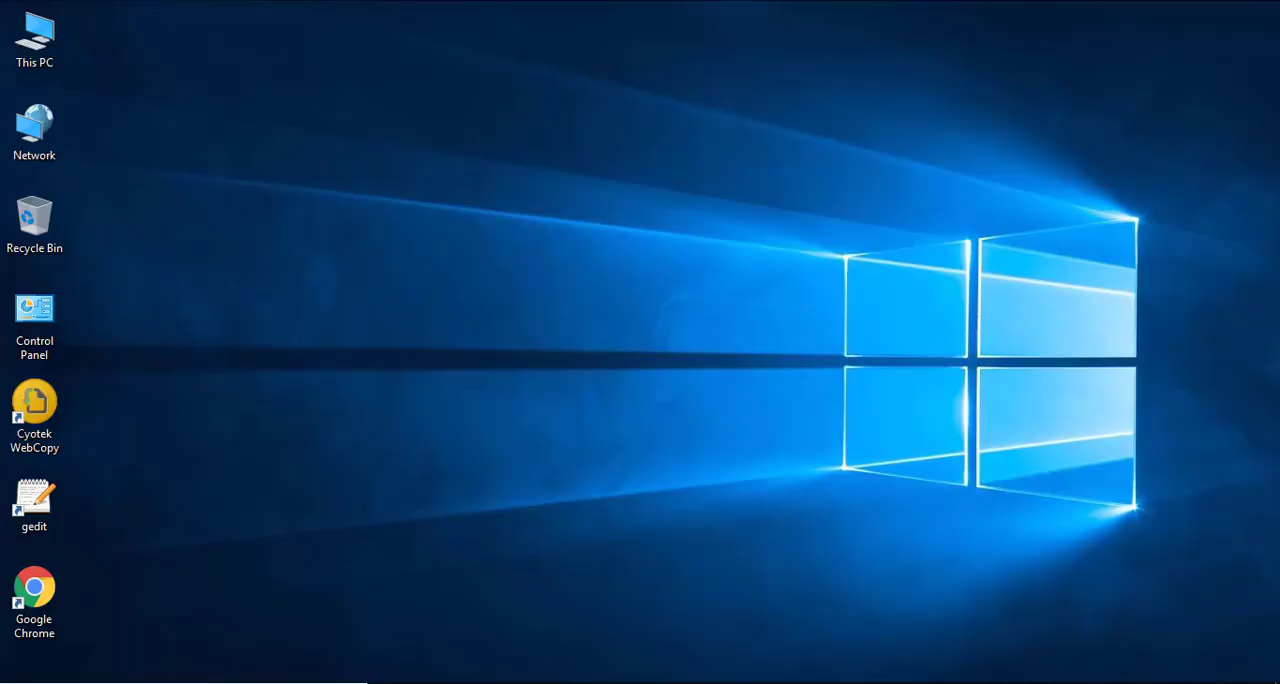 This PC
Network
Recycle Bin
Control
Panel
Cyotek
WebCopy
gedit
Google
Chrome